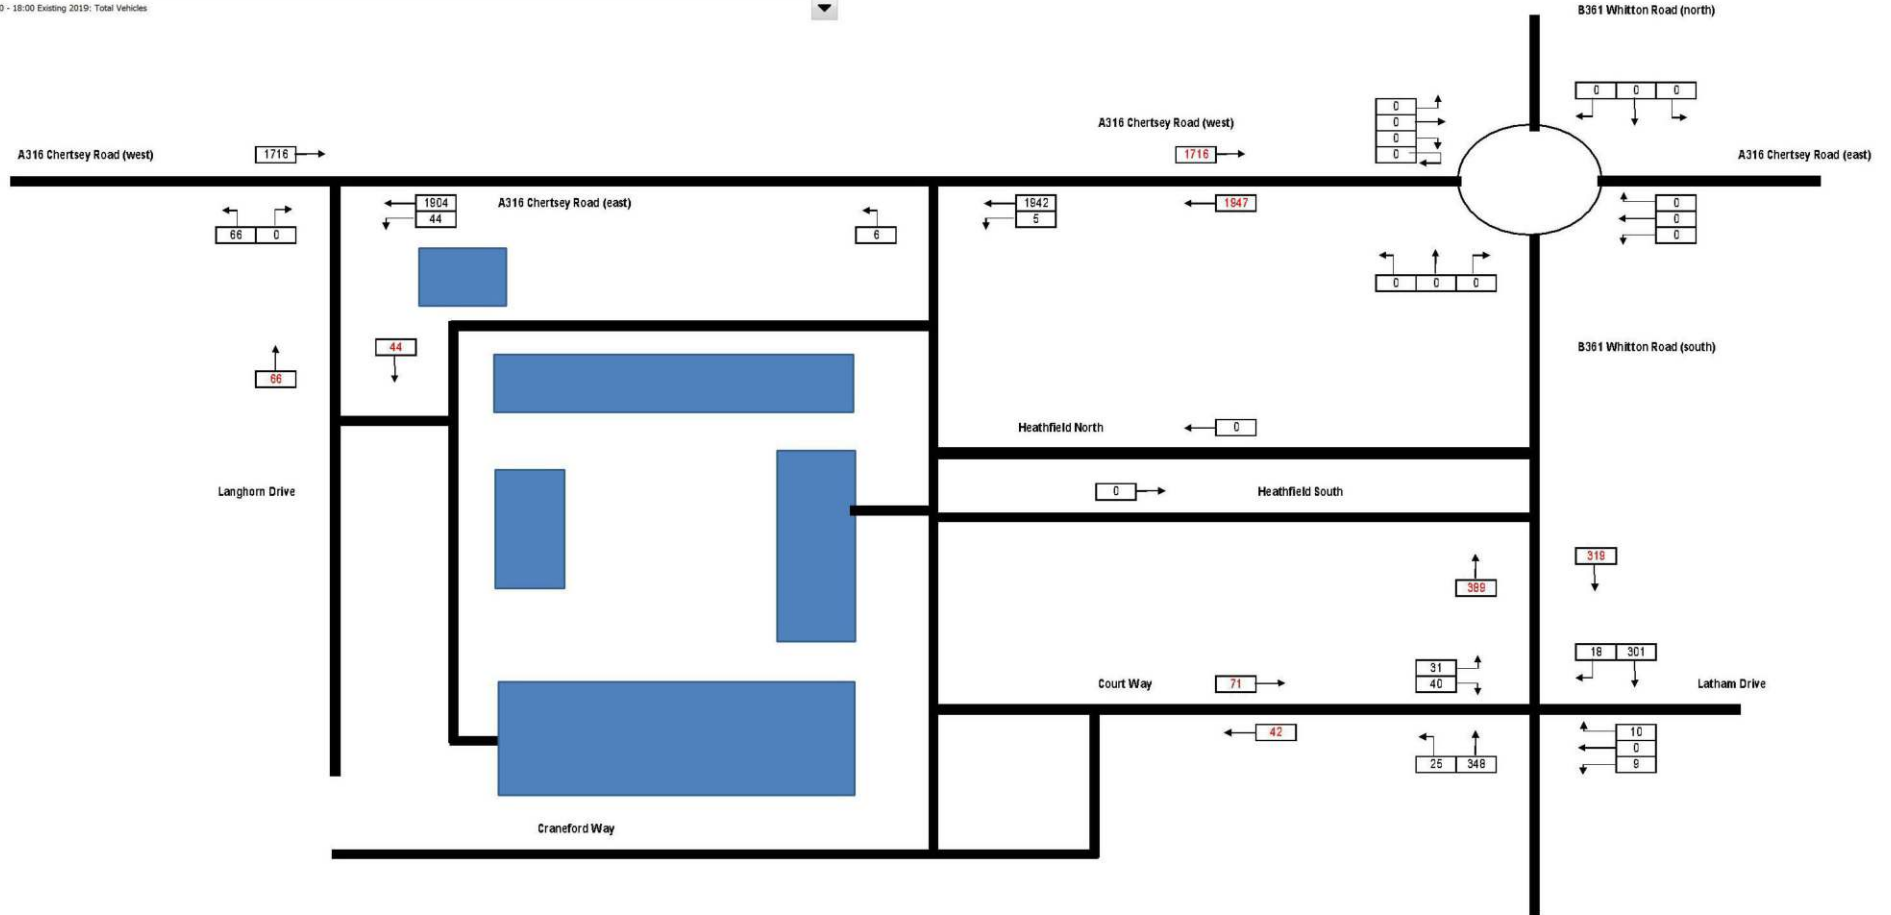 0 - 18:00 Existing 2019: Total Vehicles
B361 Whitton Road (north)
0 0 0
A316 Chertsey Road (west)
0
0
0
0
A316 Chertsey Road (west)
1716
1716
A316 Chertsey Road (east)
1904
44
A316 Chertsey Road (east)
1942
5
1947
0
0
0
66 0
6
0 0 0
44
B361 Whitton Road (south)
66
Heathfield North
0
Langhorn Drive
0
Heathfield South
319
389
18 301
31
40
Court Way
71
Latham Drive
42
10
0
9
25 348
Craneford Way